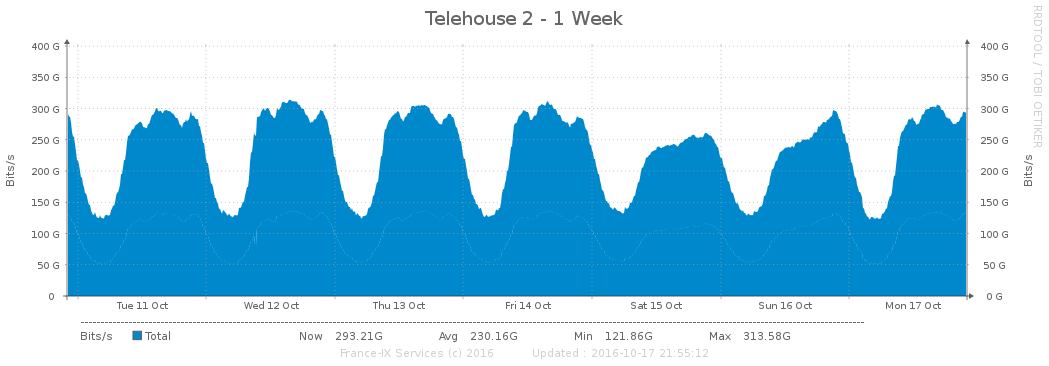 Telehouse 2 - 1 Week
RRDTOOL / TOBI OETIKER
400 G 400 G
350 G 350 G
300 G 300 G
250 G 250 G
200 G 200 G
150 G 150 G
100 G 100 G
50 G 50 G
0 0 G
Bits/s Bits/s
Tue 11 Oct Wed 12 Oct Thu 13 Oct Fri 14 Oct Sat 15 Oct Sun 16 Oct Mon 17 Oct
Bits/s Total Now 293.21G Avg 230.16G Min 121.86G Max 313.58G
France-IX Services (c) 2016 Updated : 2016-10-17 21:55:12